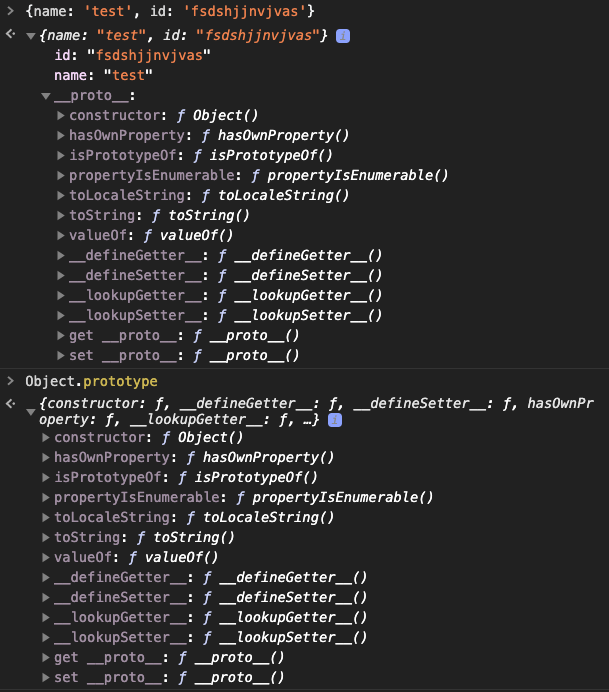 > {name: 'test', id: 'fsdshjjnvjvas'}
{name: "test", id: "fsdshjjnvjvas"} i
id: "fsdshjjnvjvas"
name: "test"
__proto__:
constructor: ƒ Object()
hasOwnProperty: ƒ hasOwnProperty()
isPrototypeOf: ƒ isPrototypeOf()
propertyIsEnumerable: ƒ propertyIsEnumerable()
toLocaleString: ƒ toLocaleString()
toString: ƒ toString()
valueOf: ƒ valueOf()
__defineGetter__: ƒ __defineGetter__()
__defineSetter__: ƒ __defineSetter__()
__lookupGetter__: ƒ __lookupGetter__()
__lookupSetter__: ƒ __lookupSetter__()
get __proto__: ƒ __proto__()
set __proto__: ƒ __proto__()
> Object.prototype
{constructor: ƒ, __defineGetter__: ƒ, __defineSetter__: ƒ, hasOwnPr
operty: ƒ, __lookupGetter__: ƒ, …} i
constructor: ƒ Object()
hasOwnProperty: ƒ hasOwnProperty()
isPrototypeOf: ƒ isPrototypeOf()
propertyIsEnumerable: ƒ propertyIsEnumerable()
toLocaleString: ƒ toLocaleString()
toString: ƒ toString()
valueOf: ƒ valueOf()
__defineGetter__: ƒ __defineGetter__()
__defineSetter__: ƒ __defineSetter__()
__lookupGetter__: ƒ __lookupGetter__()
__lookupSetter__: ƒ __lookupSetter__()
get __proto__: ƒ __proto__()
set __proto__: ƒ __proto__()